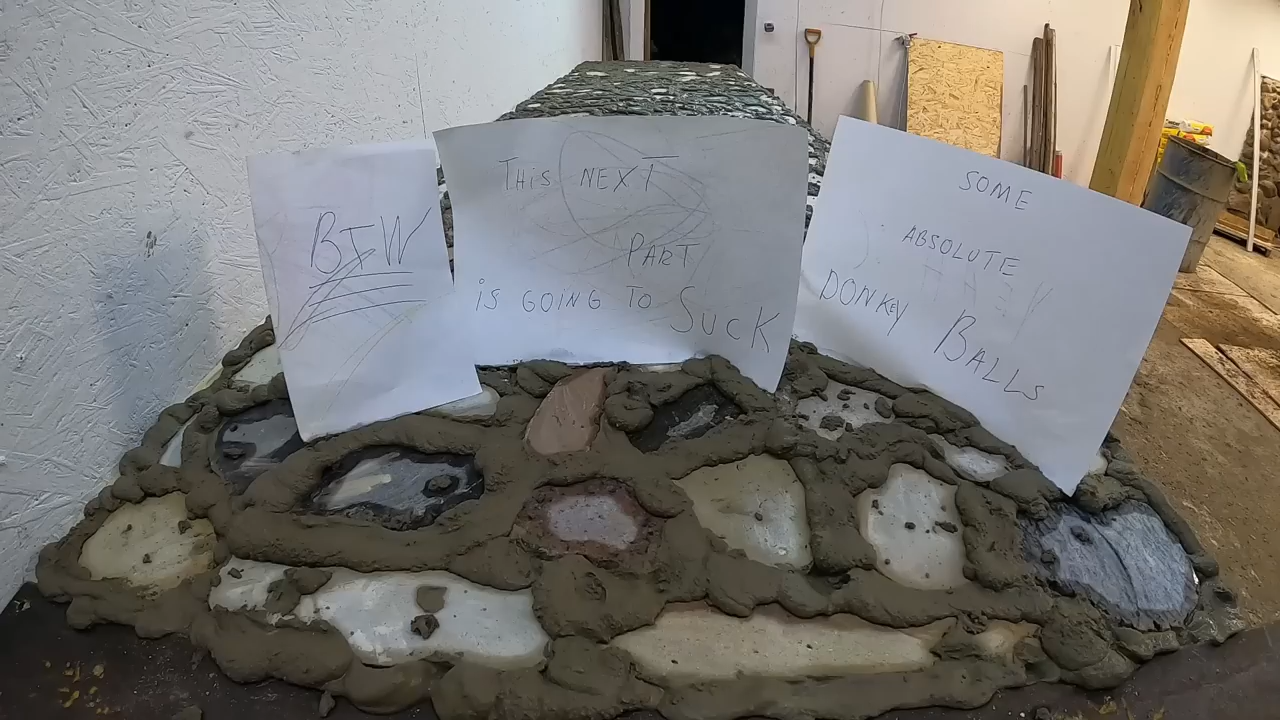 BTW
THIS NEXT
PART
is GOING TO SUCK
SOME
ABSOLUTE
DONKEY BALLS